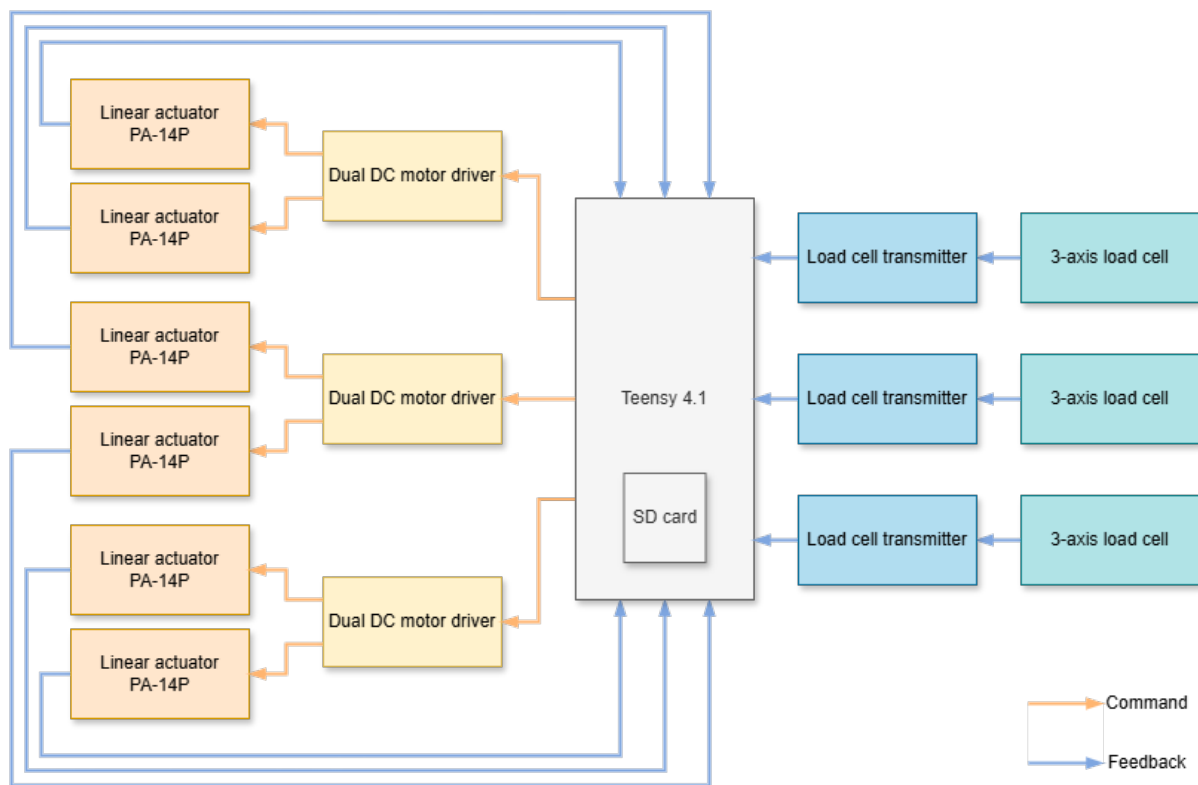 Linear actuator
PA-14P
Linear actuator
PA-14P
Linear actuator
PA-14P
Linear actuator
PA-14P
Linear actuator
PA-14P
Linear actuator
PA-14P
Dual DC motor driver
Dual DC motor driver
Dual DC motor driver
Teensy 4.1
SD card
Load cell transmitter
3-axis load cell
Load cell transmitter
3-axis load cell
Load cell transmitter
3-axis load cell
Command
Feedback